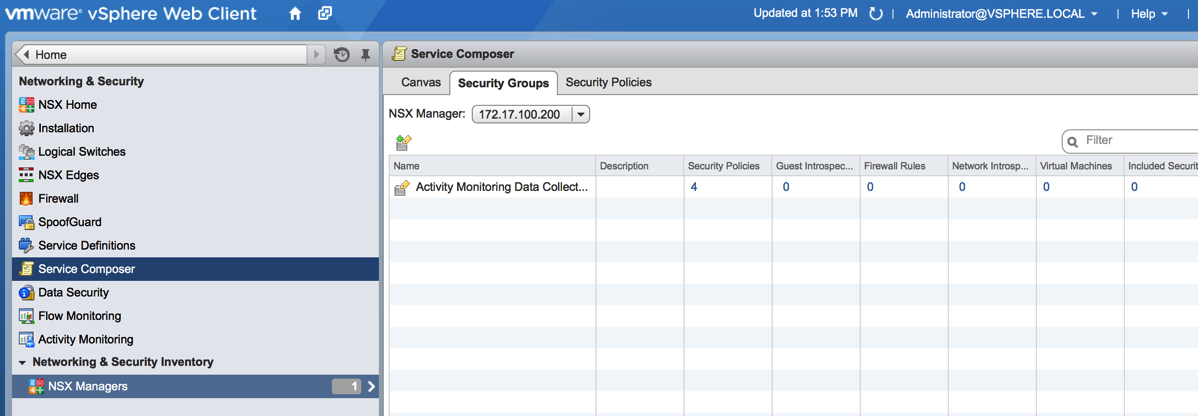 vmware® vSphere Web Client Updated at 1:53 PM | Administrator@VSPHERE.LOCAL | Help |
Home
Service Composer
Networking & Security
Canvas Security Groups Security Policies
NSX Home
NSX Manager: 172.17.100.200
Installation
Logical Switches
Filter
NSX Edges
Name Description Security Policies Guest Introspec... Firewall Rules Network Introsp... Virtual Machines Included Securit
Activity Monitoring Data Collect... 4 0 0 0 0 0
Firewall
SpoofGuard
Service Definitions
Service Composer
Data Security
Flow Monitoring
Activity Monitoring
Networking & Security Inventory
NSX Managers 1